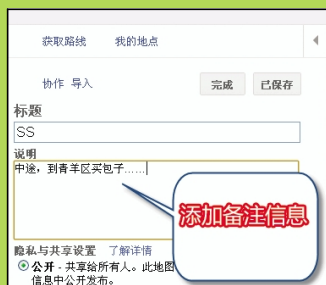 获取路线 我的地点
协作 导入 完成 已保存
标题
SS
说明
中途，到青羊区买包子……
添加备注信息
隐私与共享设置 了解详情
公开 - 共享给所有人。此地图
信息中公开发布。